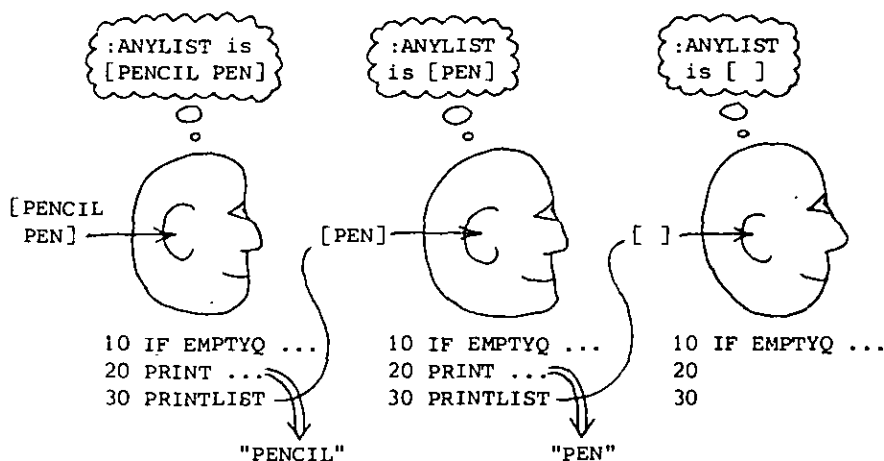 :ANYLIST is
[PENCIL PEN]
:ANYLIST
is [PEN]
:ANYLIST
is [ ]
[PENCIL
PEN]
[PEN]
[ ]
10 IF EMPTYQ ...
20 PRINT ...
30 PRINTLIST
"PENCIL"
10 IF EMPTYQ ...
20 PRINT ...
30 PRINTLIST
"PEN"
10 IF EMPTYQ ...
20
30